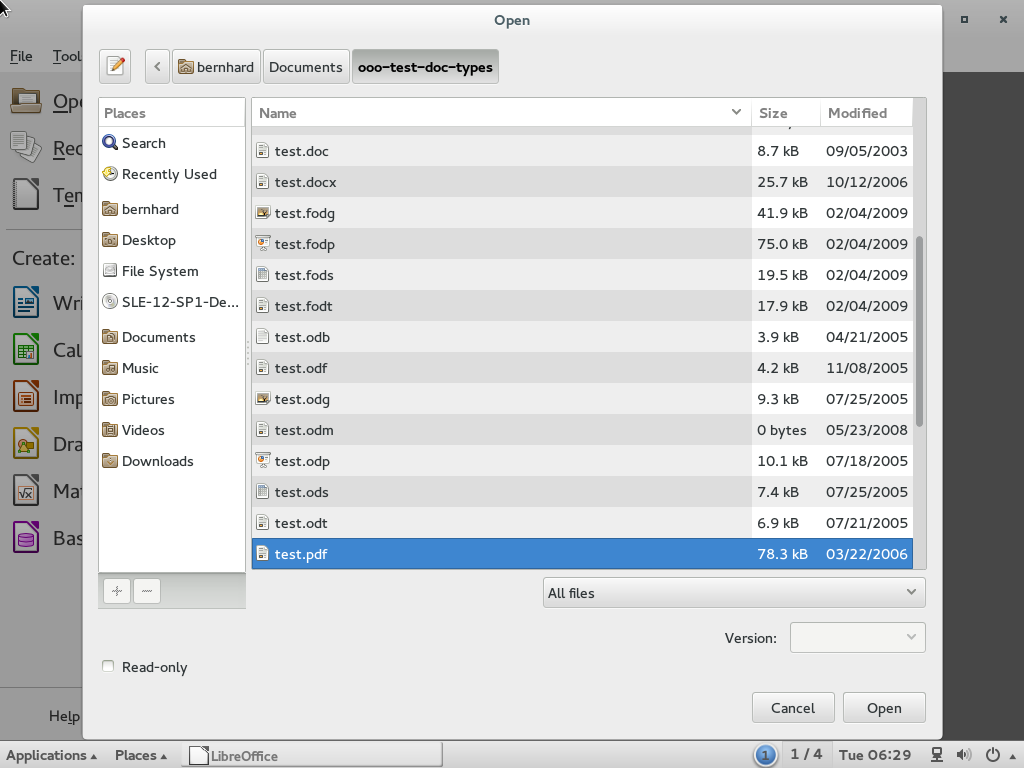 Open
File Tool
bernhard Documents ooo-test-doc-types
Places
Search
Recently Used
bernhard
Desktop
File System
SLE-12-SP1-De...
Documents
Music
Pictures
Videos
Downloads
Name Size Modified
test.doc 8.7 kB 09/05/2003
test.docx 25.7 kB 10/12/2006
test.fodg 41.9 kB 02/04/2009
test.fodp 75.0 kB 02/04/2009
test.fods 19.5 kB 02/04/2009
test.fodt 17.9 kB 02/04/2009
test.odb 3.9 kB 04/21/2005
test.odf 4.2 kB 11/08/2005
test.odg 9.3 kB 07/25/2005
test.odm 0 bytes 05/23/2008
test.odp 10.1 kB 07/18/2005
test.ods 7.4 kB 07/25/2005
test.odt 6.9 kB 07/21/2005
test.pdf 78.3 kB 03/22/2006
Ope
Rec
Tem
Create:
Wri
Cal
Imp
Dra
Mat
Bas
Help
All files
Version:
Read-only
Cancel Open
Applications Places LibreOffice 1 1 / 4 Tue 06:29